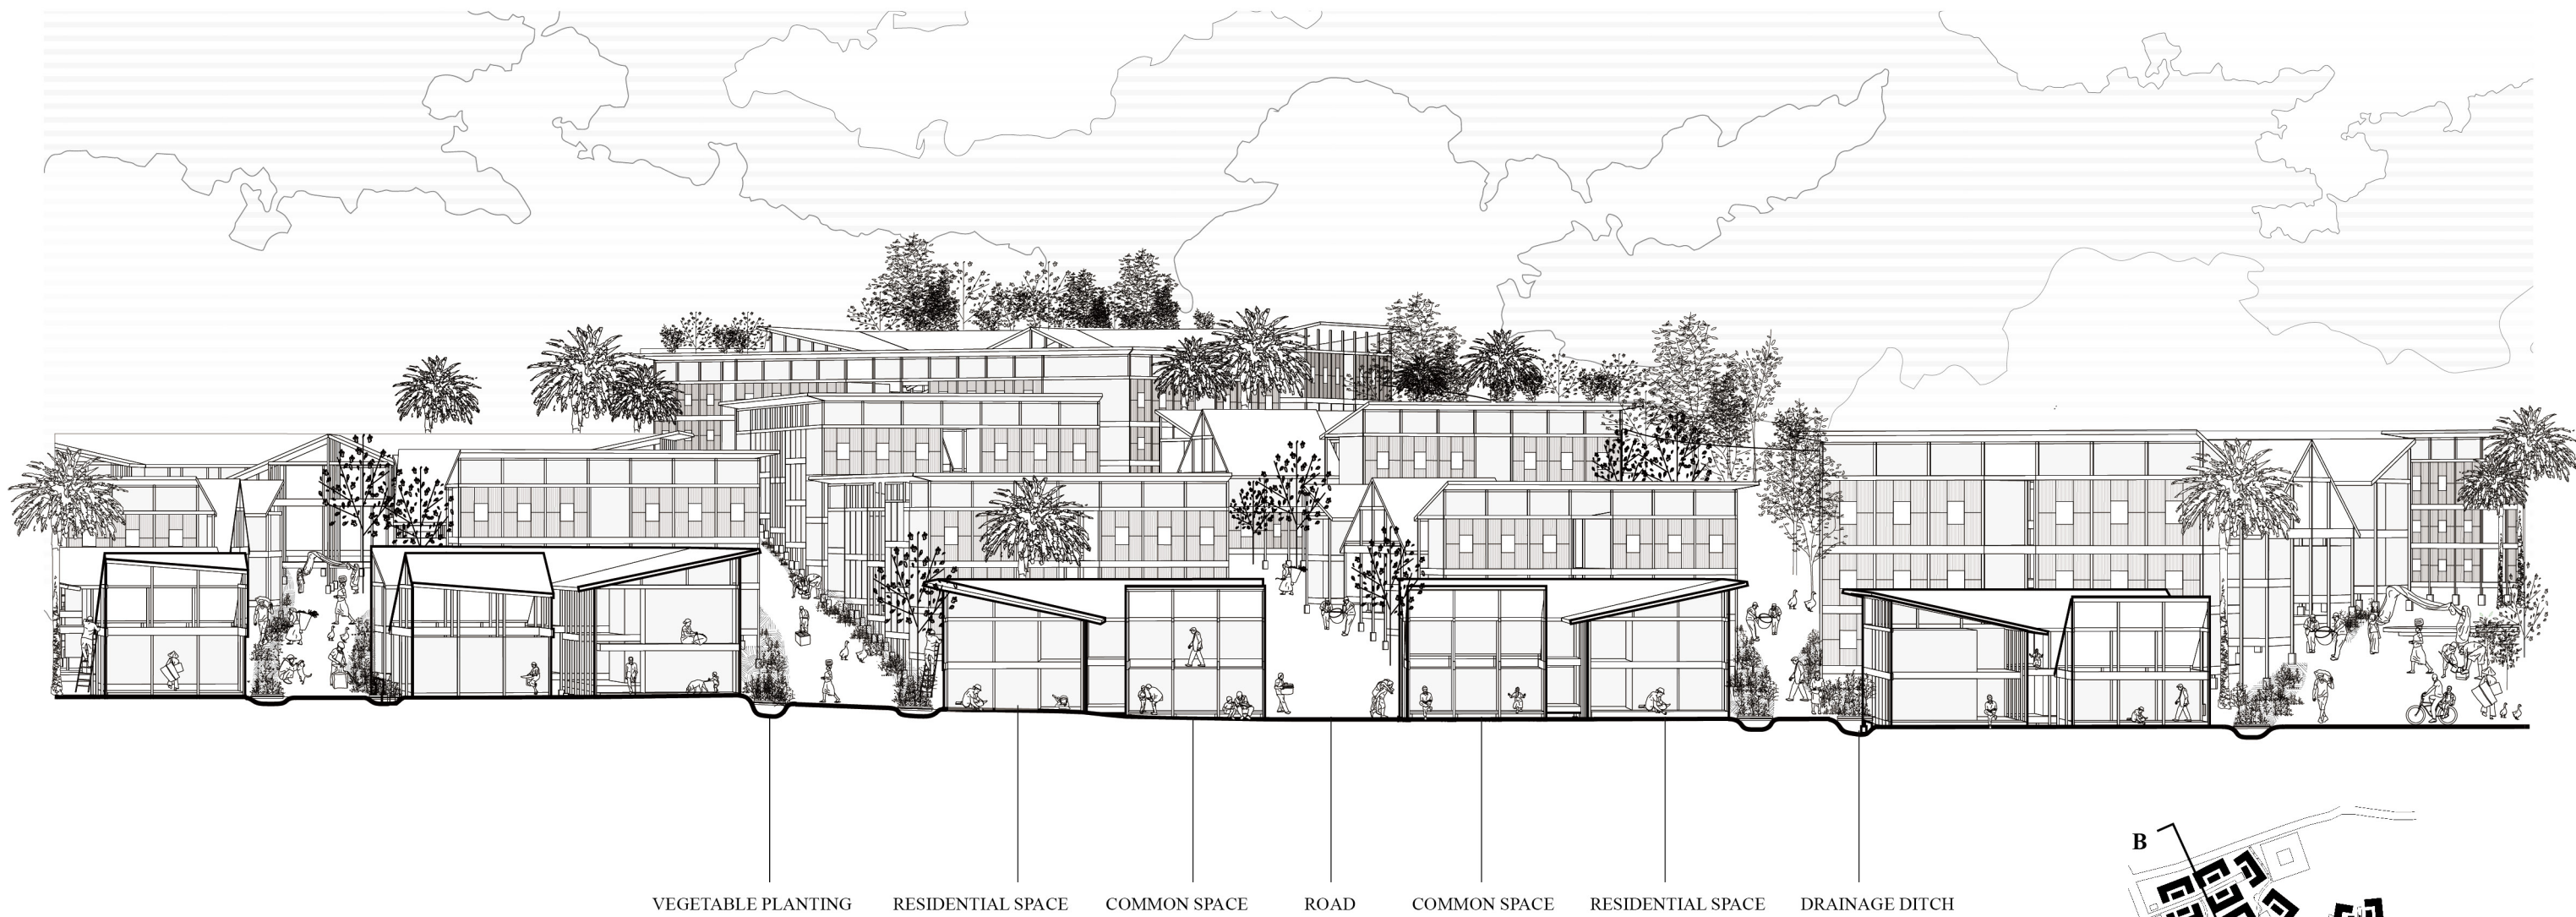 VEGETABLE PLANTING
RESIDENTIAL SPACE
COMMON SPACE
ROAD
COMMON SPACE
RESIDENTIAL SPACE
DRAINAGE DITCH
B